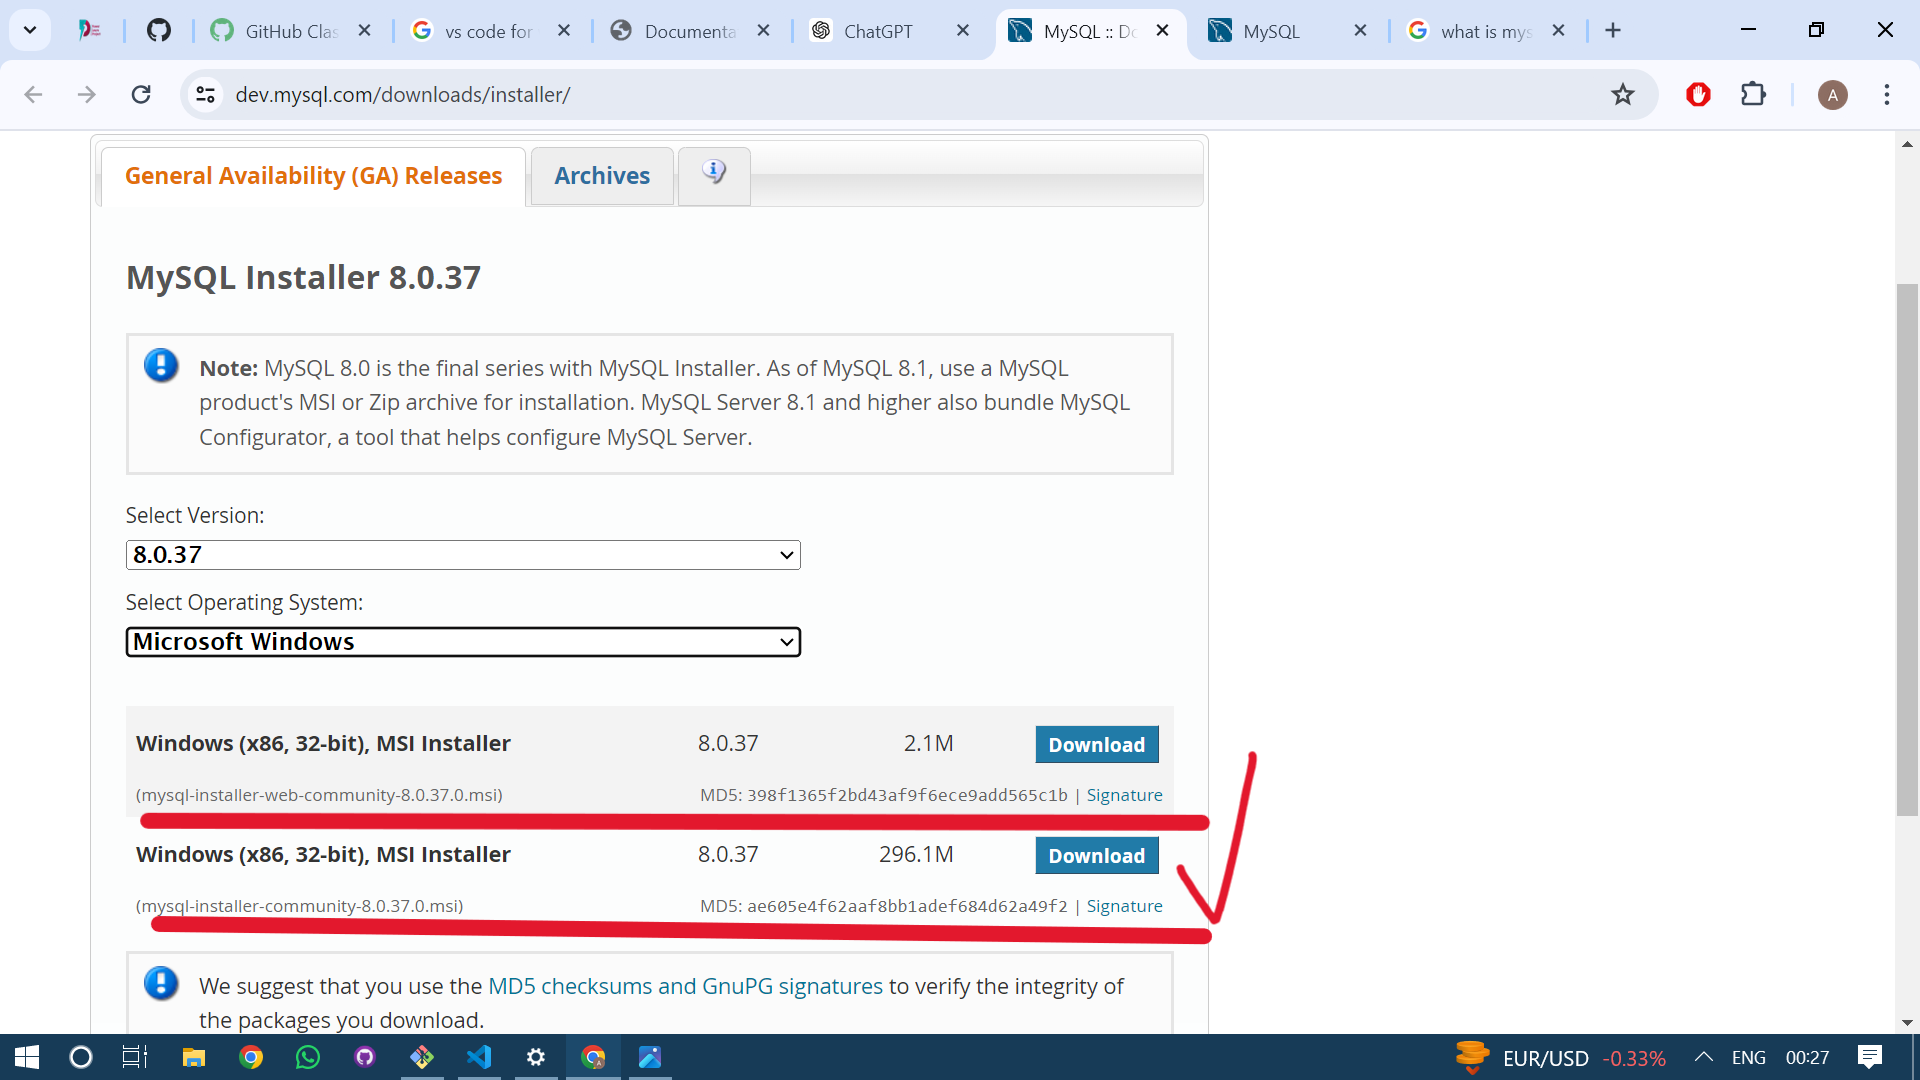 GitHub Clas
vs code for
Documenta
ChatGPT
MySQL :: Do
MySQL
what is mys
dev.mysql.com/downloads/installer/
A
General Availability (GA) Releases
Archives
MySQL Installer 8.0.37
Note: MySQL 8.0 is the final series with MySQL Installer. As of MySQL 8.1, use a MySQL
product's MSI or Zip archive for installation. MySQL Server 8.1 and higher also bundle MySQL
Configurator, a tool that helps configure MySQL Server.
Select Version:
8.0.37
Select Operating System:
Microsoft Windows
Windows (x86, 32-bit), MSI Installer 8.0.37 2.1M Download
(mysql-installer-web-community-8.0.37.0.msi) MD5: 398f1365f2bd43af9f6ece9add565c1b | Signature
Windows (x86, 32-bit), MSI Installer 8.0.37 296.1M Download
(mysql-installer-community-8.0.37.0.msi) MD5: ae605e4f62aaf8bb1adef684d62a49f2 | Signature
We suggest that you use the MD5 checksums and GnuPG signatures to verify the integrity of
the packages you download.
EUR/USD -0.33% ENG 00:27